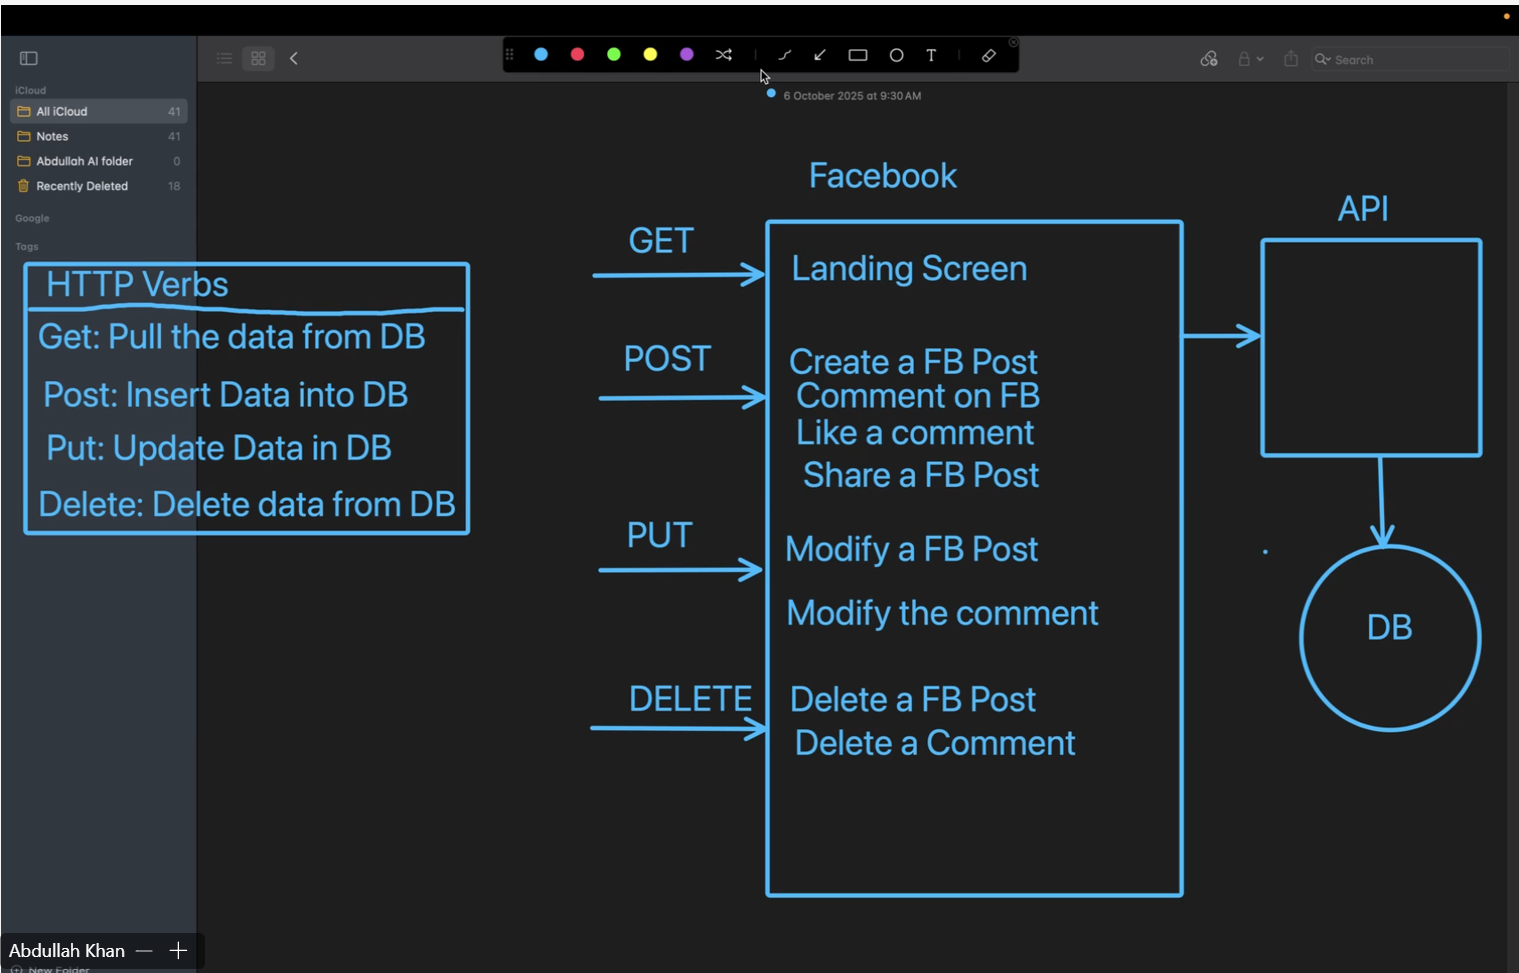 6 October 2025 at 9:30 AM
Search
iCloud
All iCloud 41
Notes 41
Abdullah AI folder 0
Recently Deleted 18
Google
Tags
HTTP Verbs
Get: Pull the data from DB
Post: Insert Data into DB
Put: Update Data in DB
Delete: Delete data from DB
Facebook
GET
Landing Screen
POST
Create a FB Post
Comment on FB
Like a comment
Share a FB Post
PUT
Modify a FB Post
Modify the comment
DELETE
Delete a FB Post
Delete a Comment
API
DB
Abdullah Khan
New Folder
T